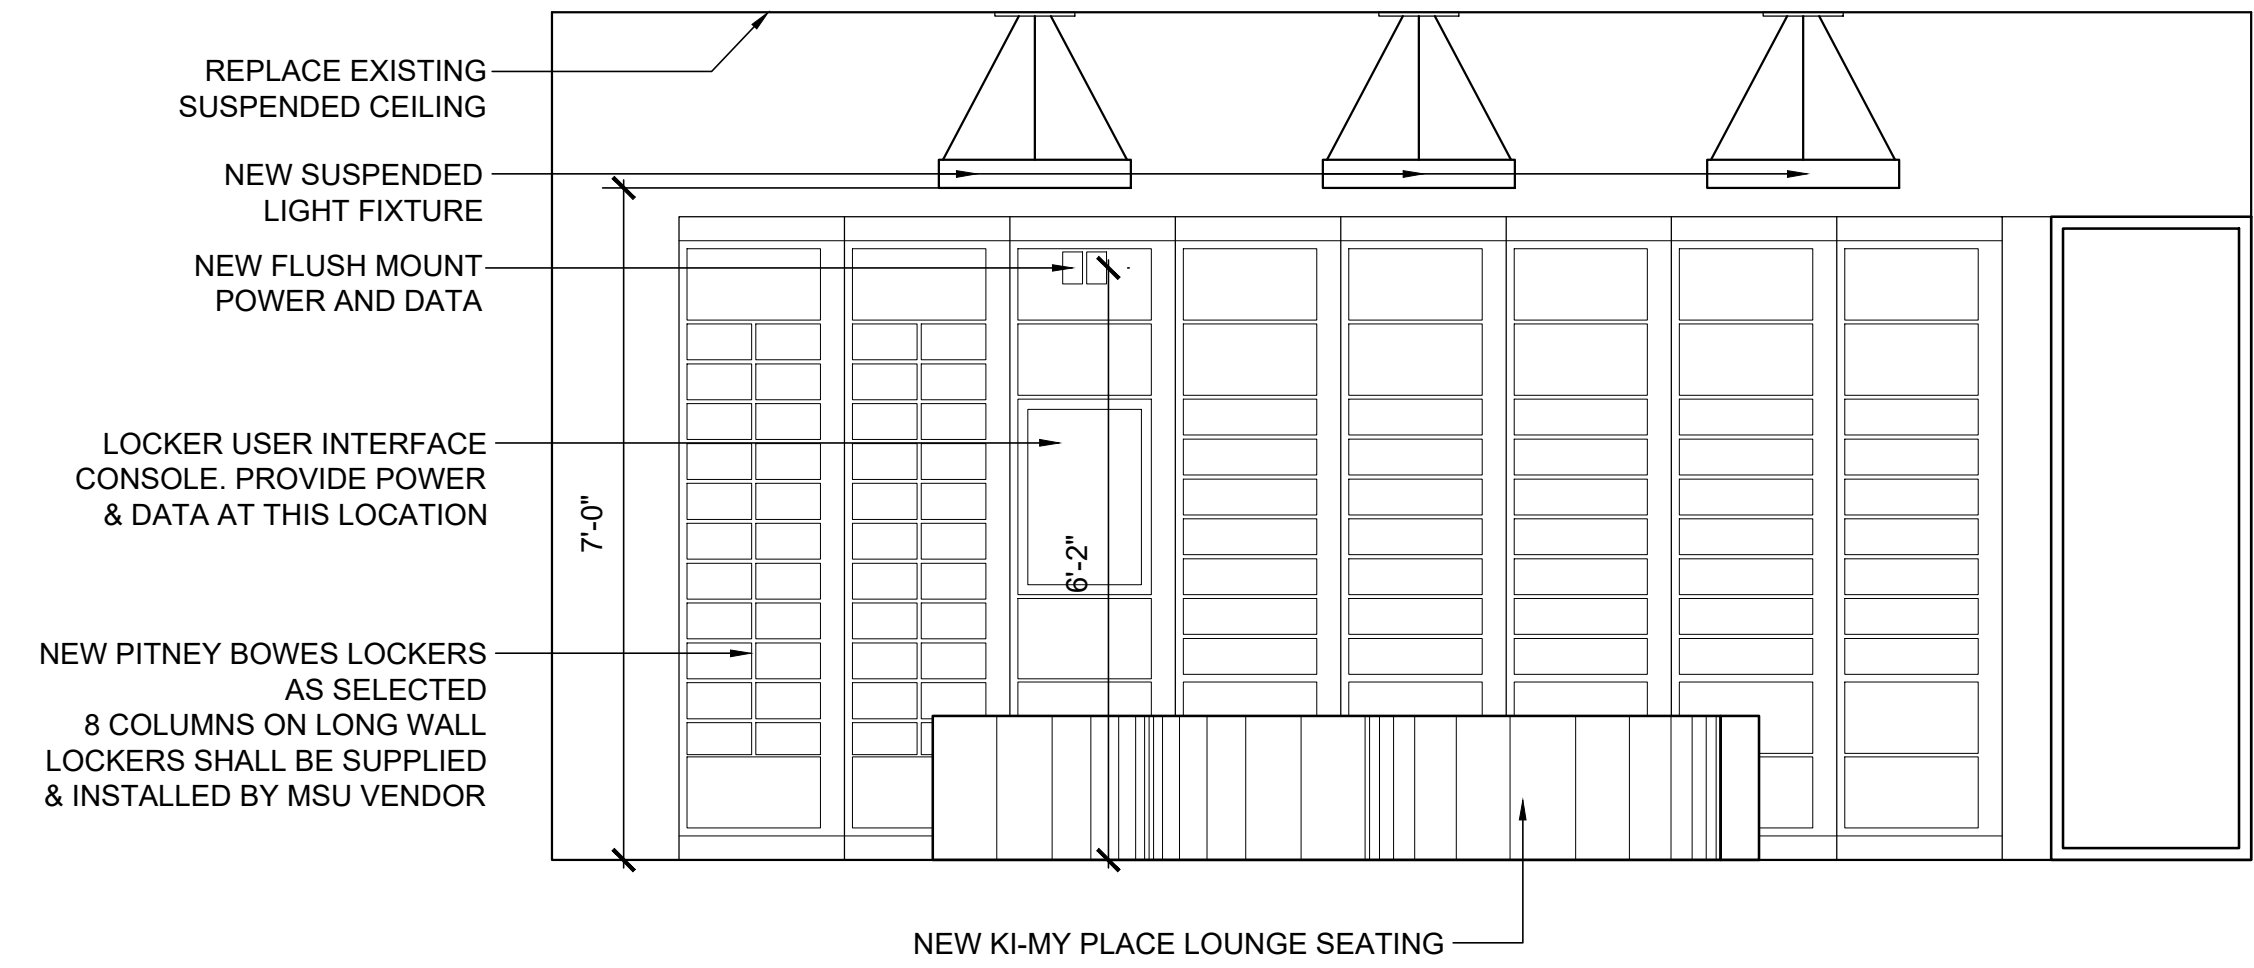 REPLACE EXISTING
SUSPENDED CEILING
NEW SUSPENDED
LIGHT FIXTURE
NEW FLUSH MOUNT
POWER AND DATA
LOCKER USER INTERFACE
CONSOLE. PROVIDE POWER
& DATA AT THIS LOCATION
7'-0"
6'-2"
NEW PITNEY BOWES LOCKERS
AS SELECTED
8 COLUMNS ON LONG WALL
LOCKERS SHALL BE SUPPLIED
& INSTALLED BY MSU VENDOR
NEW KI-MY PLACE LOUNGE SEATING